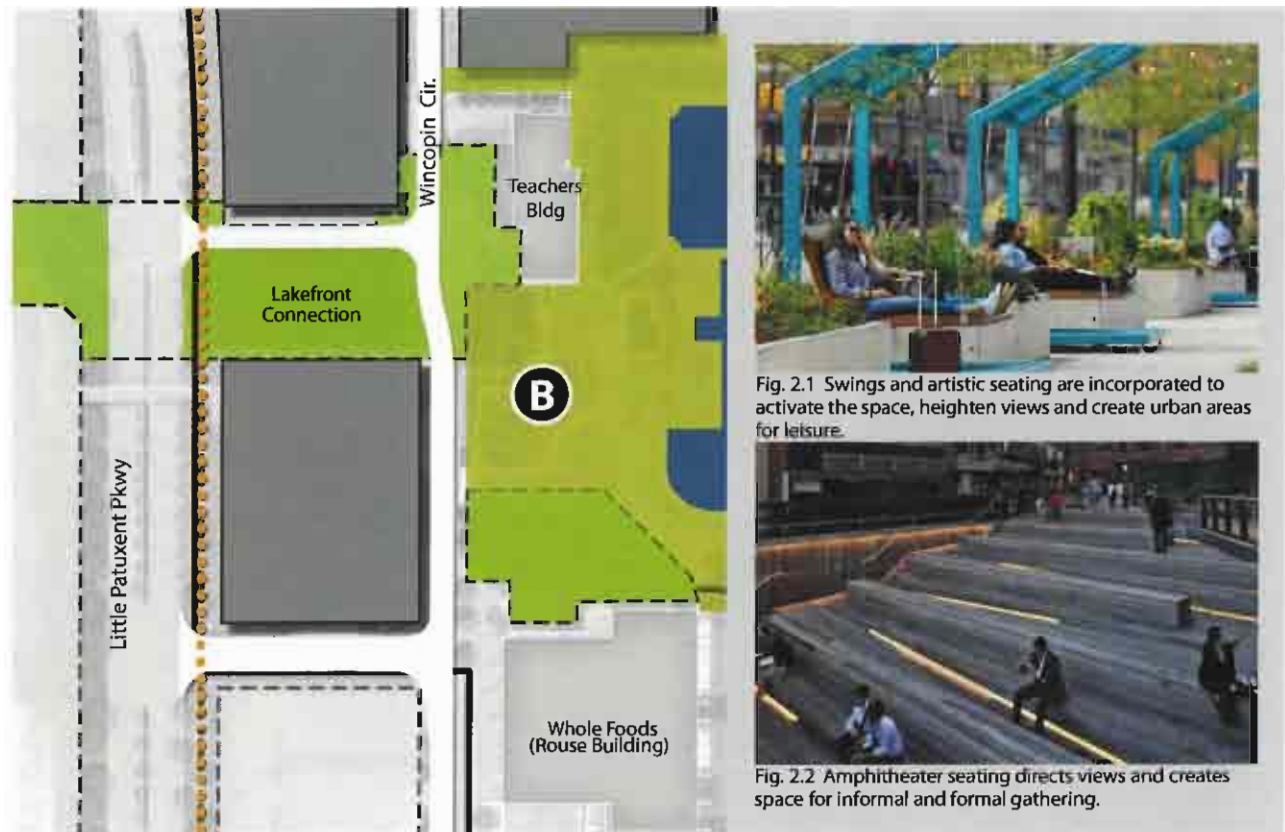 Wincopin Cir.
Teachers
Bldg
Lakefront
Connection
B
Little Patuxent Pkwy
Whole Foods
(Rouse Building)
Fig. 2.1 Swings and artistic seating are incorporated to
activate the space, heighten views and create urban areas
for leisure.
Fig. 2.2 Amphitheater seating directs views and creates
space for informal and formal gathering.